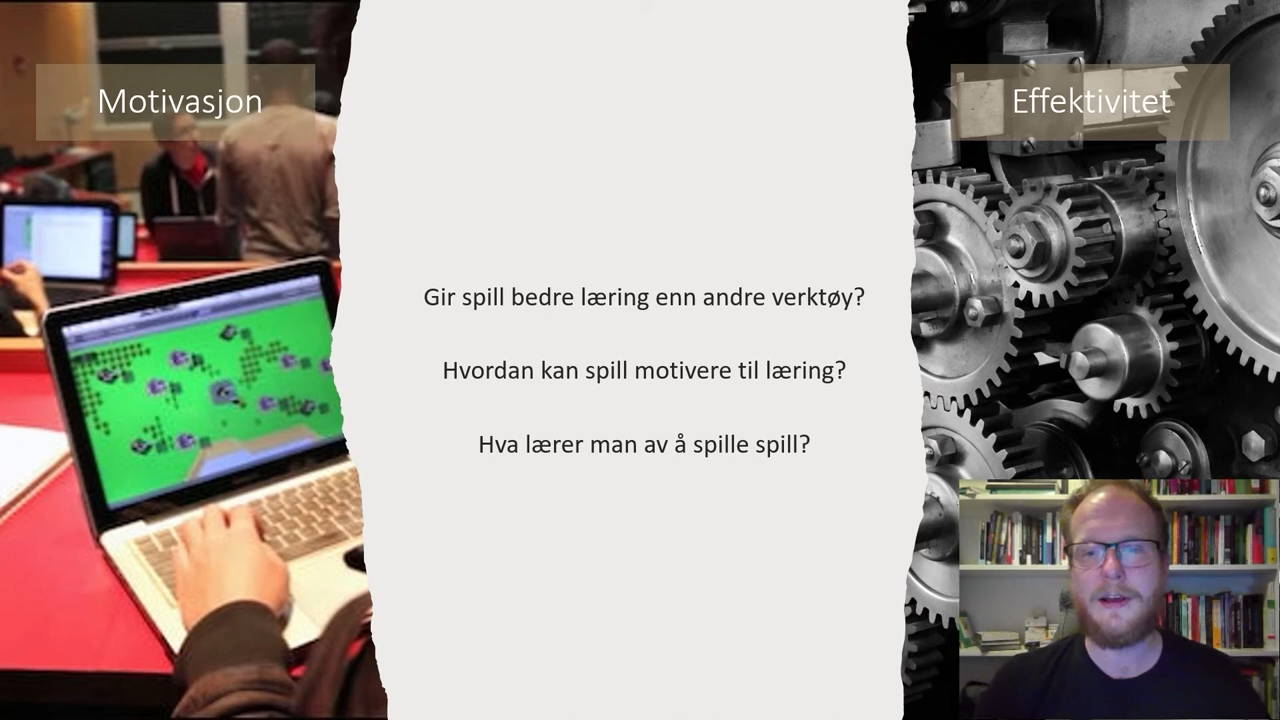 Motivasjon
Effektivitet
Gir spill bedre læring enn andre verktøy?
Hvordan kan spill motivere til læring?
Hva lærer man av å spille spill?